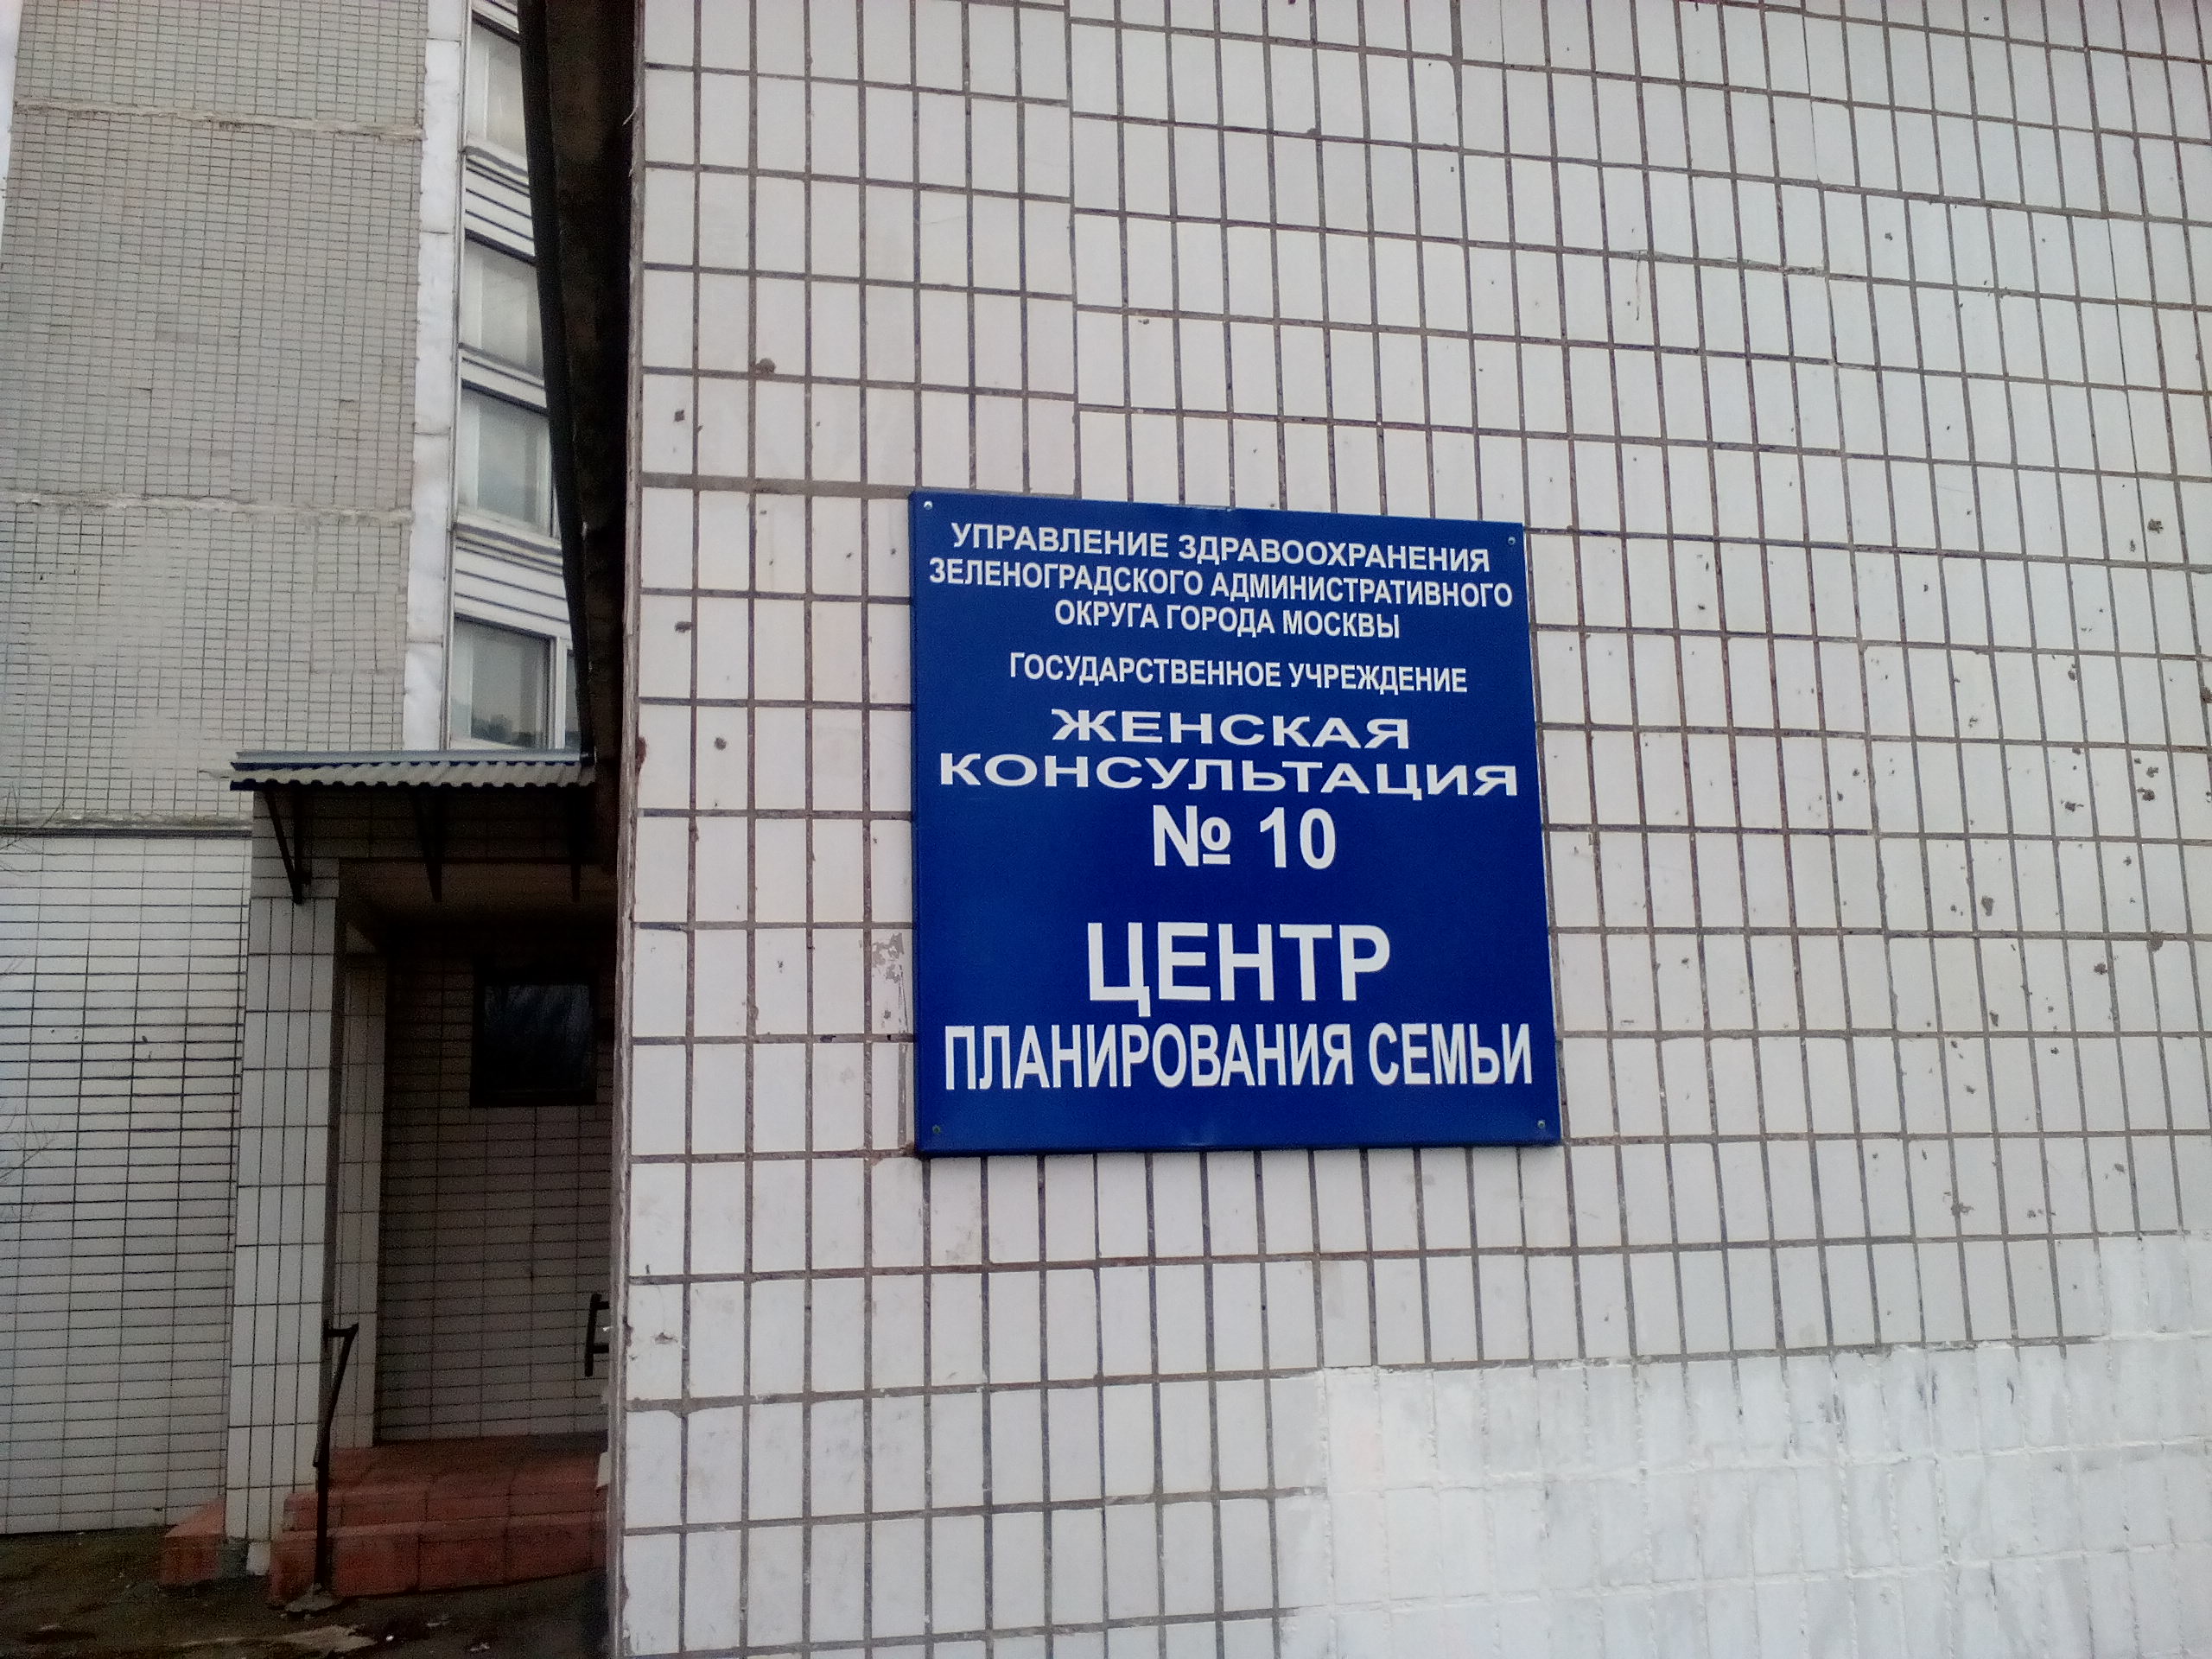 УПРАВЛЕНИЕ ЗДРАВООХРАНЕНИЯ
ЗЕЛЕНОГРАДСКОГО АДМИНИСТРАТИВНОГО
ОКРУГА ГОРОДА МОСКВЫ
ГОСУДАРСТВЕННОЕ УЧРЕЖДЕНИЕ
ЖЕНСКАЯ
КОНСУЛЬТАЦИЯ
№ 10
ЦЕНТР
ПЛАНИРОВАНИЯ СЕМЬИ